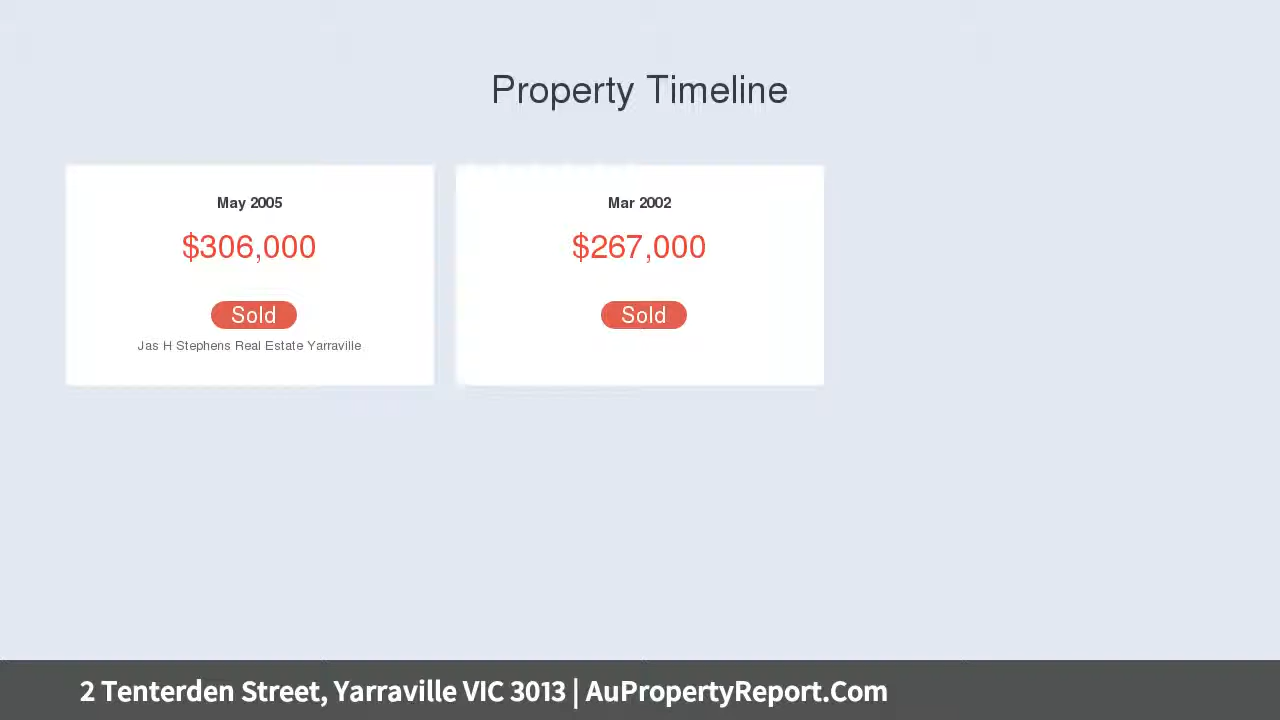 Property Timeline
May 2005
$306,000
Sold
Jas H Stephens Real Estate Yarraville
Mar 2002
$267,000
Sold
2 Tenterden Street, Yarraville VIC 3013 | AuPropertyReport.Com